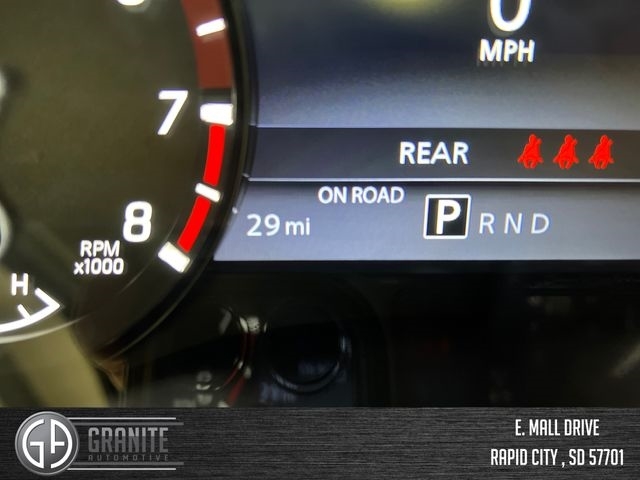 0
MPH
7
REAR
ON ROAD
8
29 mi
P R N D
RPM
x1000
H
GA GRANITE
AUTOMOTIVE
E. MALL DRIVE
RAPID CITY , SD 57701